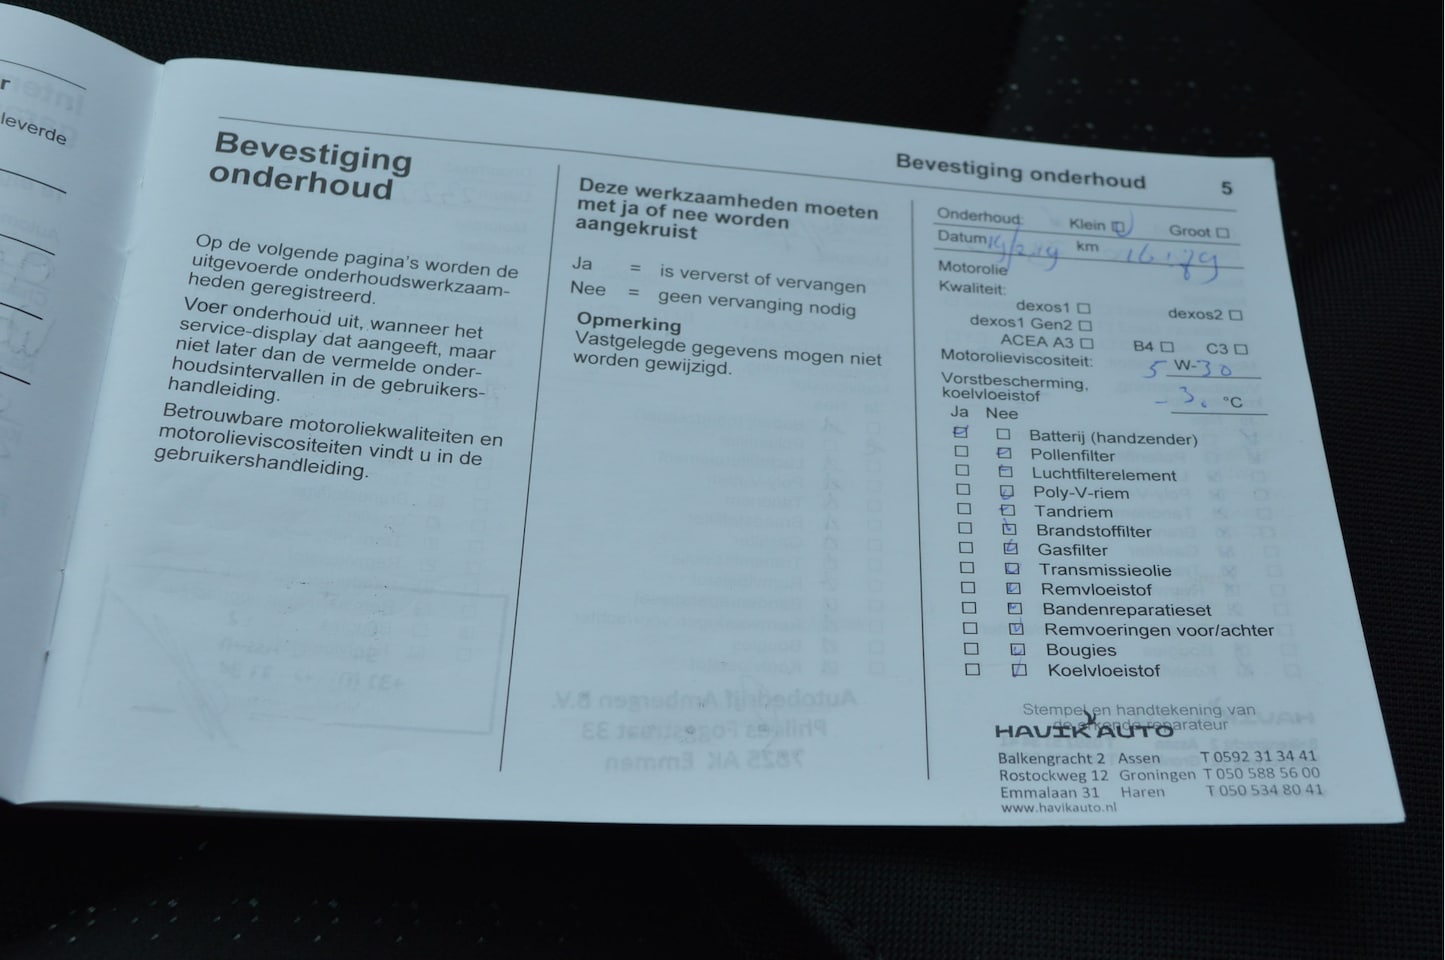 r
leverde
Bevestiging
onderhoud
Op de volgende pagina's worden de
uitgevoerde onderhoudswerkzaam-
heden geregistreerd.
Voer onderhoud uit, wanneer het
service-display dat aangeeft, maar
niet later dan de vermelde onder-
houdsintervallen in de gebruikers-
handleiding.
Betrouwbare motoroliekwaliteiten en
motorolieviscositeiten vindt u in de
gebruikershandleiding.
Deze werkzaamheden moeten
met ja of nee worden
aangekruist
Ja = is ververst of vervangen
Nee = geen vervanging nodig
Opmerking
Vastgelegde gegevens mogen niet
worden gewijzigd.
Bevestiging onderhoud 5
Onderhoud: Klein Groot
Datum km
Motorolie
Kwaliteit:
dexos1 dexos2
dexos1 Gen2
ACEA A3 B4 C3
Motorolieviscositeit: 5 W-30
Vorstbescherming,
koelvloeistof °C
Ja Nee
Batterij (handzender)
Pollenfilter
Luchtfilterelement
Poly-V-riem
Tandriem
Brandstoffilter
Gasfilter
Transmissieolie
Remvloeistof
Bandenreparatieset
Remvoeringen voor/achter
Bougies
Koelvloeistof
Stempel en handtekening van
de erkende reparateur
HAVIK AUTO
Balkengracht 2 Assen T 0592 31 34 41
Rostockweg 12 Groningen T 050 588 56 00
Emmalaan 31 Haren T 050 534 80 41
www.havikauto.nl